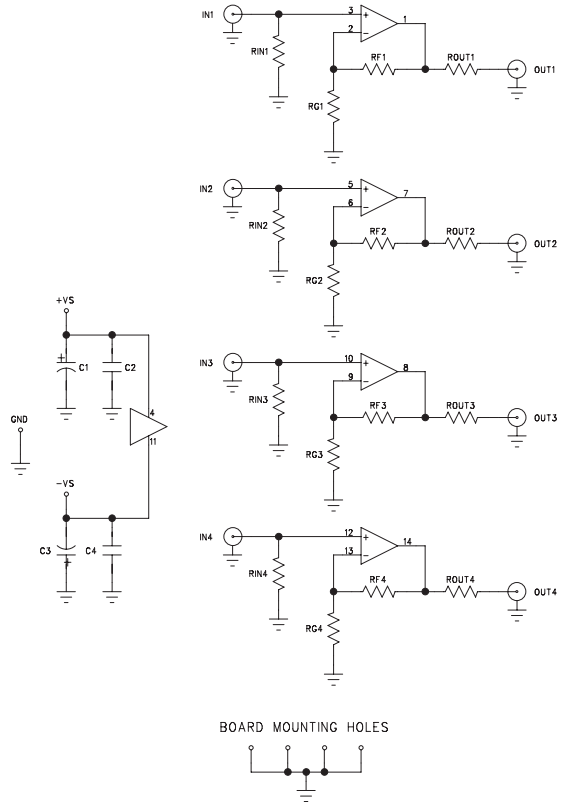 IN1
3
+
1
2
−
RIN1
RF1
ROUT1
OUT1
RG1
IN2
5
+
7
6
−
RIN2
RF2
ROUT2
OUT2
RG2
+VS
+
C1
C2
4
11
GND
−VS
C3
C4
+
IN3
10
+
8
9
−
RIN3
RF3
ROUT3
OUT3
RG3
IN4
12
+
14
13
−
RIN4
RF4
ROUT4
OUT4
RG4
BOARD MOUNTING HOLES